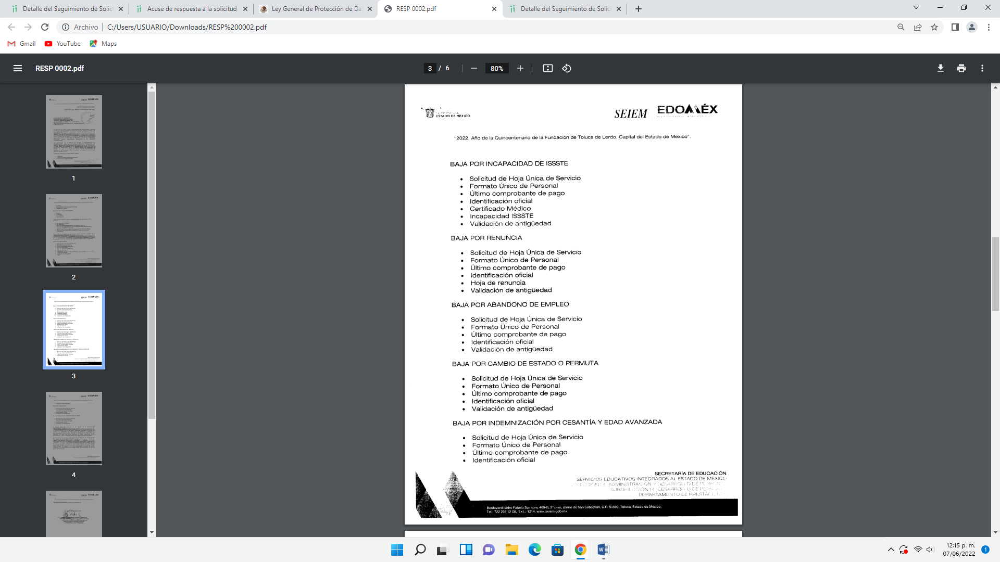 Detalle del Seguimiento de Solici
Acuse de respuesta a la solicitud
Ley General de Protección de Da
RESP 0002.pdf
Detalle del Seguimiento de Solici
Archivo
C:/Users/USUARIO/Downloads/RESP%200002.pdf
Gmail
YouTube
Maps
RESP 0002.pdf
3 / 6
80%
1
2
3
4
ESTADO DE MÉXICO
SEIEM
EDOMÉX
"2022. Año de la Quincentenario de la Fundación de Toluca de Lerdo, Capital del Estado de México".
BAJA POR INCAPACIDAD DE ISSSTE
• Solicitud de Hoja Única de Servicio
• Formato Único de Personal
• Último comprobante de pago
• Identificación oficial
• Certificado Médico
• Incapacidad ISSSTE
• Validación de antigüedad
BAJA POR RENUNCIA
• Solicitud de Hoja Única de Servicio
• Formato Único de Personal
• Último comprobante de pago
• Identificación oficial
• Hoja de renuncia
• Validación de antigüedad
BAJA POR ABANDONO DE EMPLEO
• Solicitud de Hoja Única de Servicio
• Formato Único de Personal
• Último comprobante de pago
• Identificación oficial
• Validación de antigüedad
BAJA POR CAMBIO DE ESTADO O PERMUTA
• Solicitud de Hoja Única de Servicio
• Formato Único de Personal
• Último comprobante de pago
• Identificación oficial
• Validación de antigüedad
BAJA POR INDEMNIZACIÓN POR CESANTÍA Y EDAD AVANZADA
• Solicitud de Hoja Única de Servicio
• Formato Único de Personal
• Último comprobante de pago
• Identificación oficial
SECRETARÍA DE EDUCACIÓN
SERVICIOS EDUCATIVOS INTEGRADOS AL ESTADO DE MÉXICO
DIRECCIÓN DE ADMINISTRACIÓN Y DESARROLLO DE PERSONAL
SUBDIRECCIÓN DE DESARROLLO DE PERSONAL
DEPARTAMENTO DE PRESTACIONES
Boulevard Isidro Fabela Sur núm. 400-B, 2° piso, Barrio de San Sebastián, C.P. 50090, Toluca, Estado de México,
Tel.: 722 265 12 00, Ext. : 1214. www.seiem.gob.mx
12:15 p. m.
07/06/2022
1